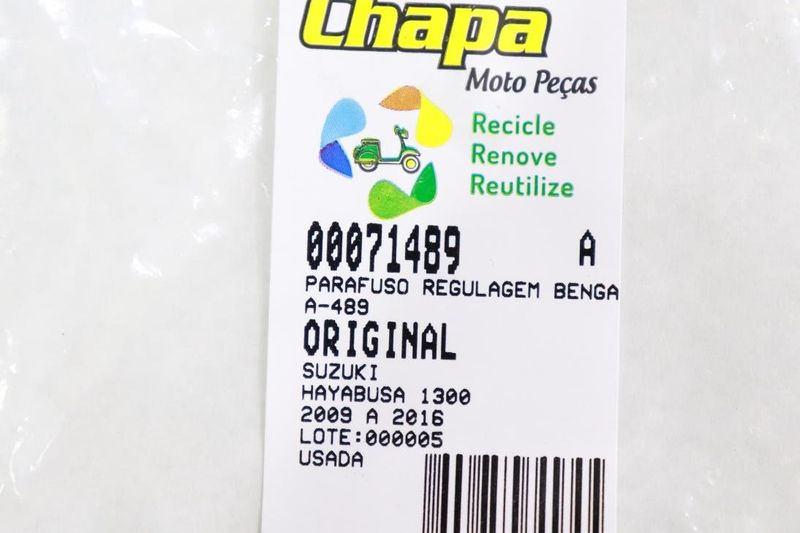 Chapa
Moto Peças
Recicle
Renove
Reutilize
00071489 A
PARAFUSO REGULAGEM BENGA
A-489
ORIGINAL
SUZUKI
HAYABUSA 1300
2009 A 2016
LOTE:000005
USADA